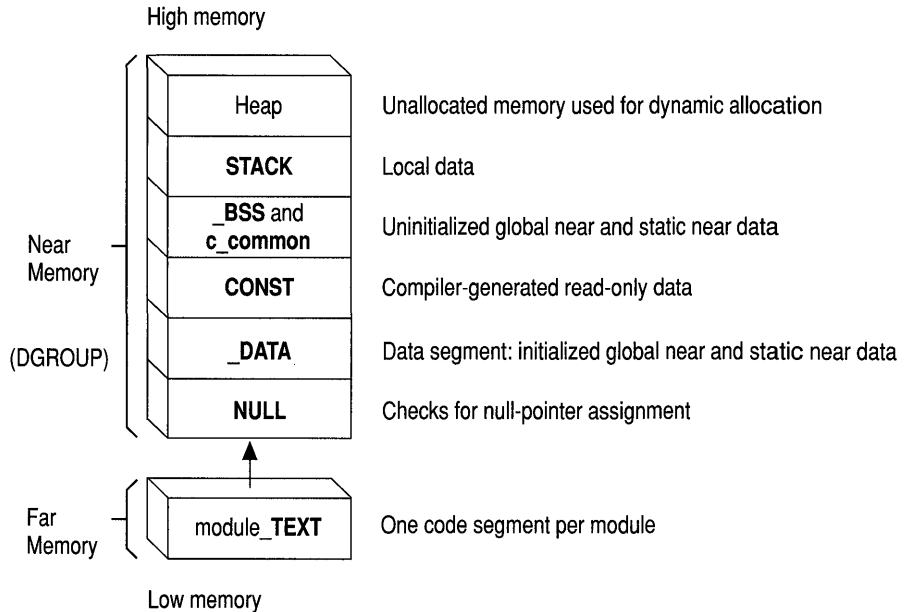 High memory
Heap
Unallocated memory used for dynamic allocation
STACK
Local data
_BSS and
c_common
Uninitialized global near and static near data
Near
Memory
CONST
Compiler-generated read-only data
(DGROUP)
_DATA
Data segment: initialized global near and static near data
NULL
Checks for null-pointer assignment
Far
Memory
module_TEXT
One code segment per module
Low memory